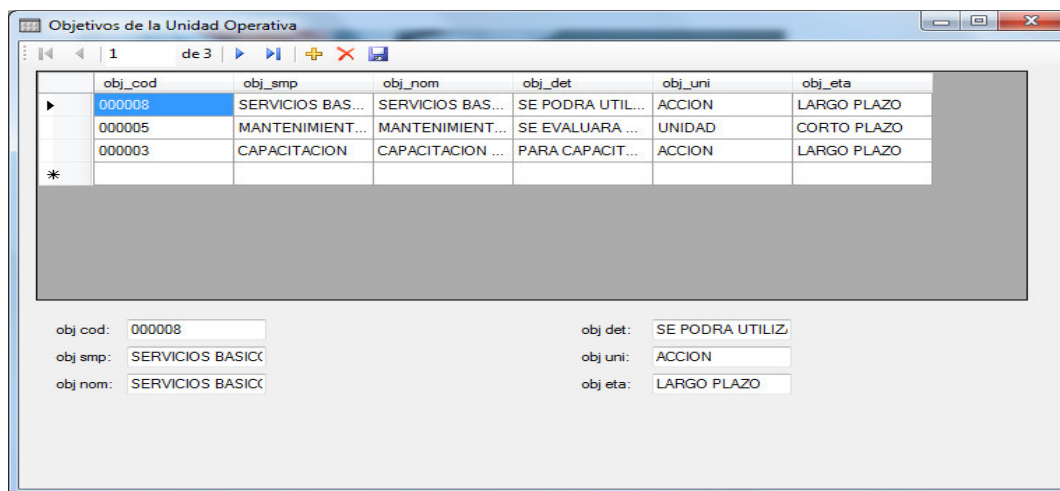 Objetivos de la Unidad Operativa
1 de 3
obj_cod obj_smp obj_nom obj_det obj_uni obj_eta
000008 SERVICIOS BAS... SERVICIOS BAS... SE PODRA UTIL... ACCION LARGO PLAZO
000005 MANTENIMIENT... MANTENIMIENT... SE EVALUARA ... UNIDAD CORTO PLAZO
000003 CAPACITACION CAPACITACION ... PARA CAPACIT... ACCION LARGO PLAZO
obj cod: 000008 obj det: SE PODRA UTILIZ
obj smp: SERVICIOS BASIC obj uni: ACCION
obj nom: SERVICIOS BASIC obj eta: LARGO PLAZO